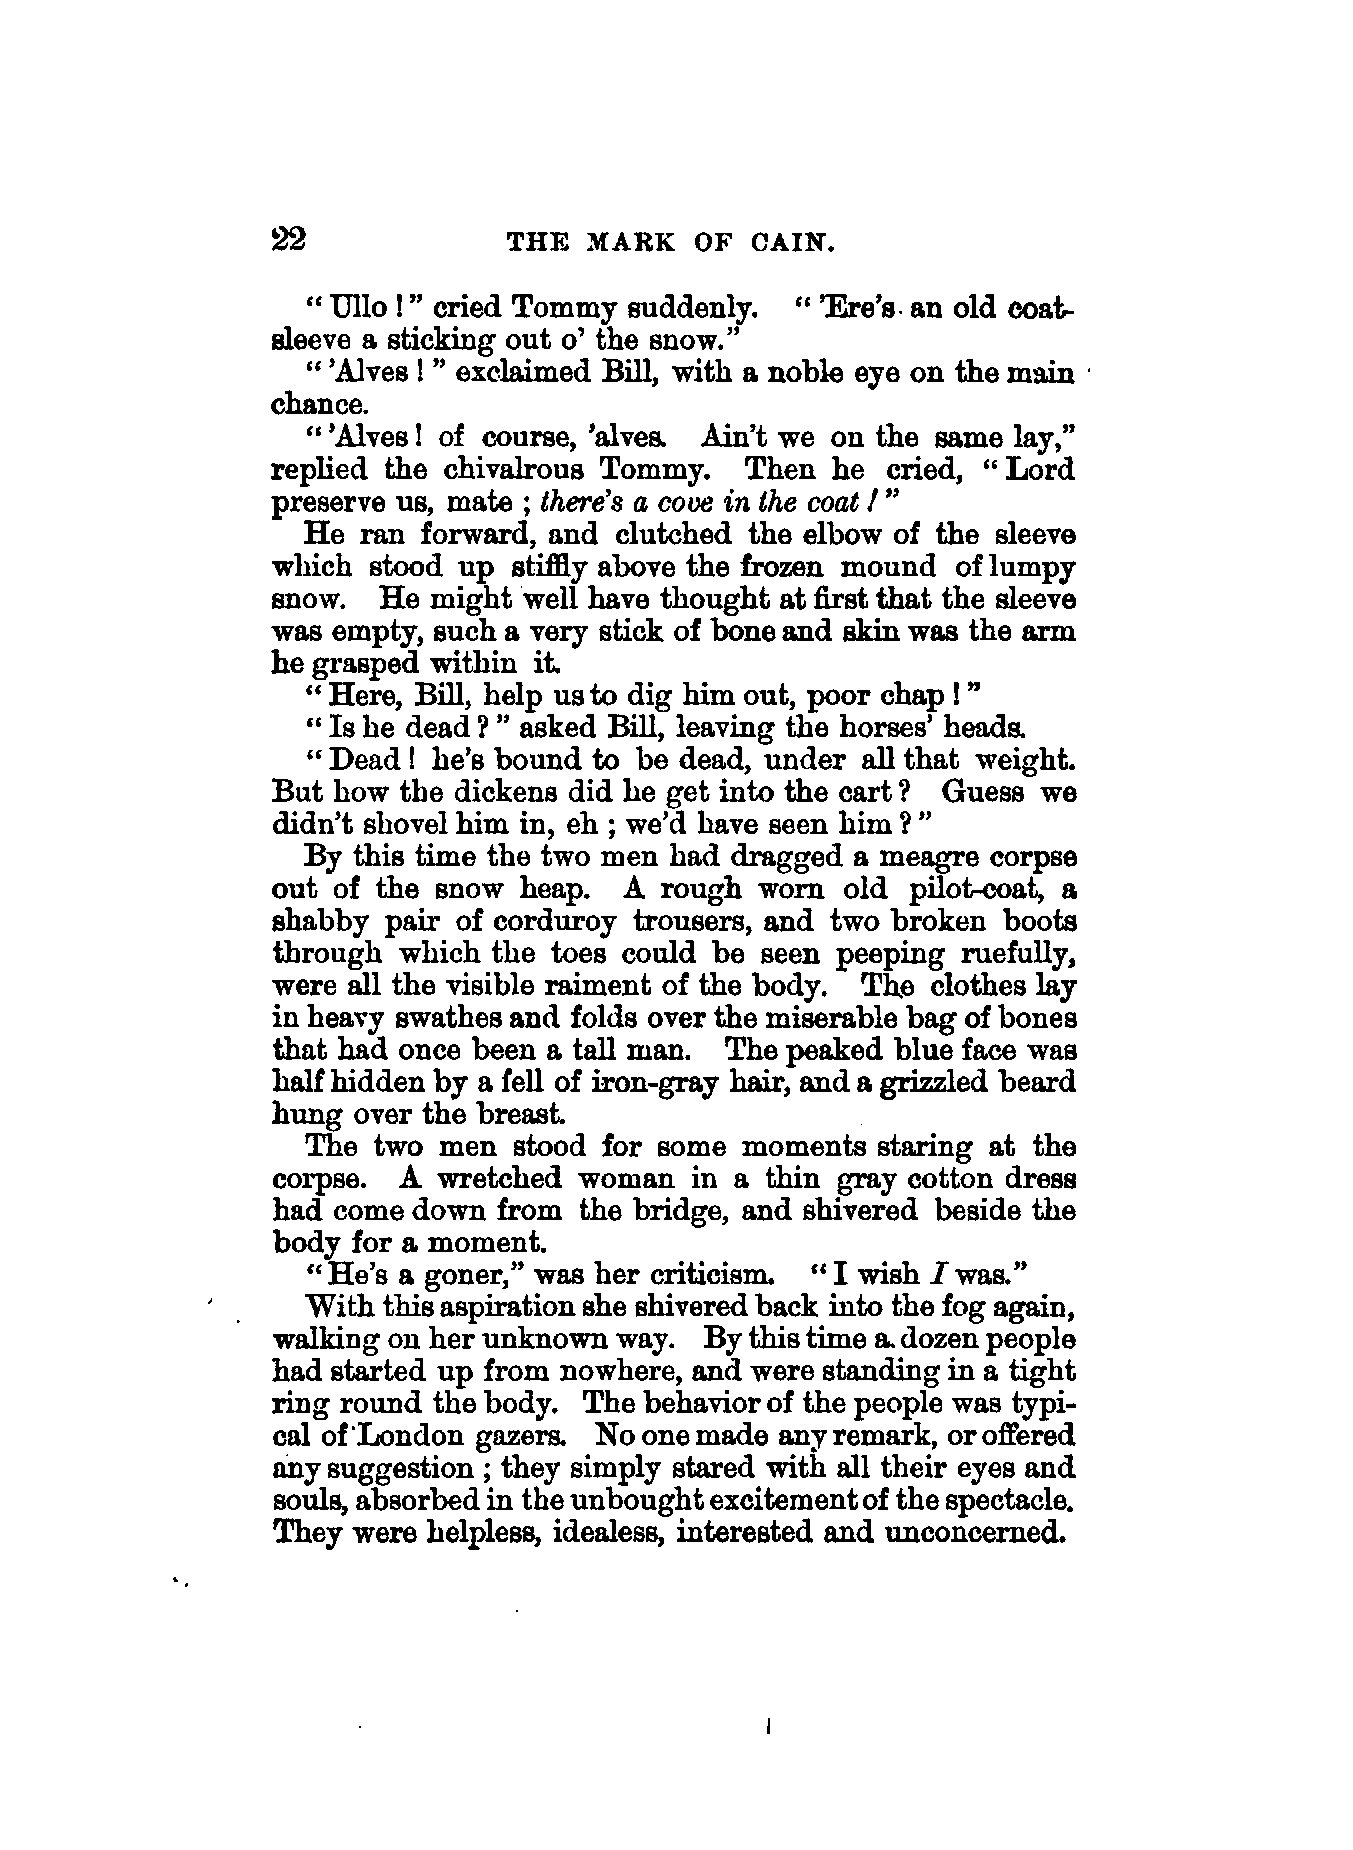 22 THE MARK OF CAIN.
“Ullo!” cried Tommy suddenly. “’Ere’s an old coat-
sleeve a sticking out o’ the snow.”
“’Alves!” exclaimed Bill, with a noble eye on the main
chance.
“’Alves! of course, ’alves. Ain’t we on the same lay,”
replied the chivalrous Tommy. Then he cried, “Lord
preserve us, mate; there’s a cove in the coat!”
He ran forward, and clutched the elbow of the sleeve
which stood up stiffly above the frozen mound of lumpy
snow. He might well have thought at first that the sleeve
was empty, such a very stick of bone and skin was the arm
he grasped within it.
“Here, Bill, help us to dig him out, poor chap!”
“Is he dead?” asked Bill, leaving the horses’ heads.
“Dead! he’s bound to be dead, under all that weight.
But how the dickens did he get into the cart? Guess we
didn’t shovel him in, eh; we’d have seen him?”
By this time the two men had dragged a meagre corpse
out of the snow heap. A rough worn old pilot-coat, a
shabby pair of corduroy trousers, and two broken boots
through which the toes could be seen peeping ruefully,
were all the visible raiment of the body. The clothes lay
in heavy swathes and folds over the miserable bag of bones
that had once been a tall man. The peaked blue face was
half hidden by a fell of iron-gray hair, and a grizzled beard
hung over the breast.
The two men stood for some moments staring at the
corpse. A wretched woman in a thin gray cotton dress
had come down from the bridge, and shivered beside the
body for a moment.
“He’s a goner,” was her criticism. “I wish I was.”
With this aspiration she shivered back into the fog again,
walking on her unknown way. By this time a dozen people
had started up from nowhere, and were standing in a tight
ring round the body. The behavior of the people was typi-
cal of London gazers. No one made any remark, or offered
any suggestion; they simply stared with all their eyes and
souls, absorbed in the unbought excitement of the spectacle.
They were helpless, idealess, interested and unconcerned.